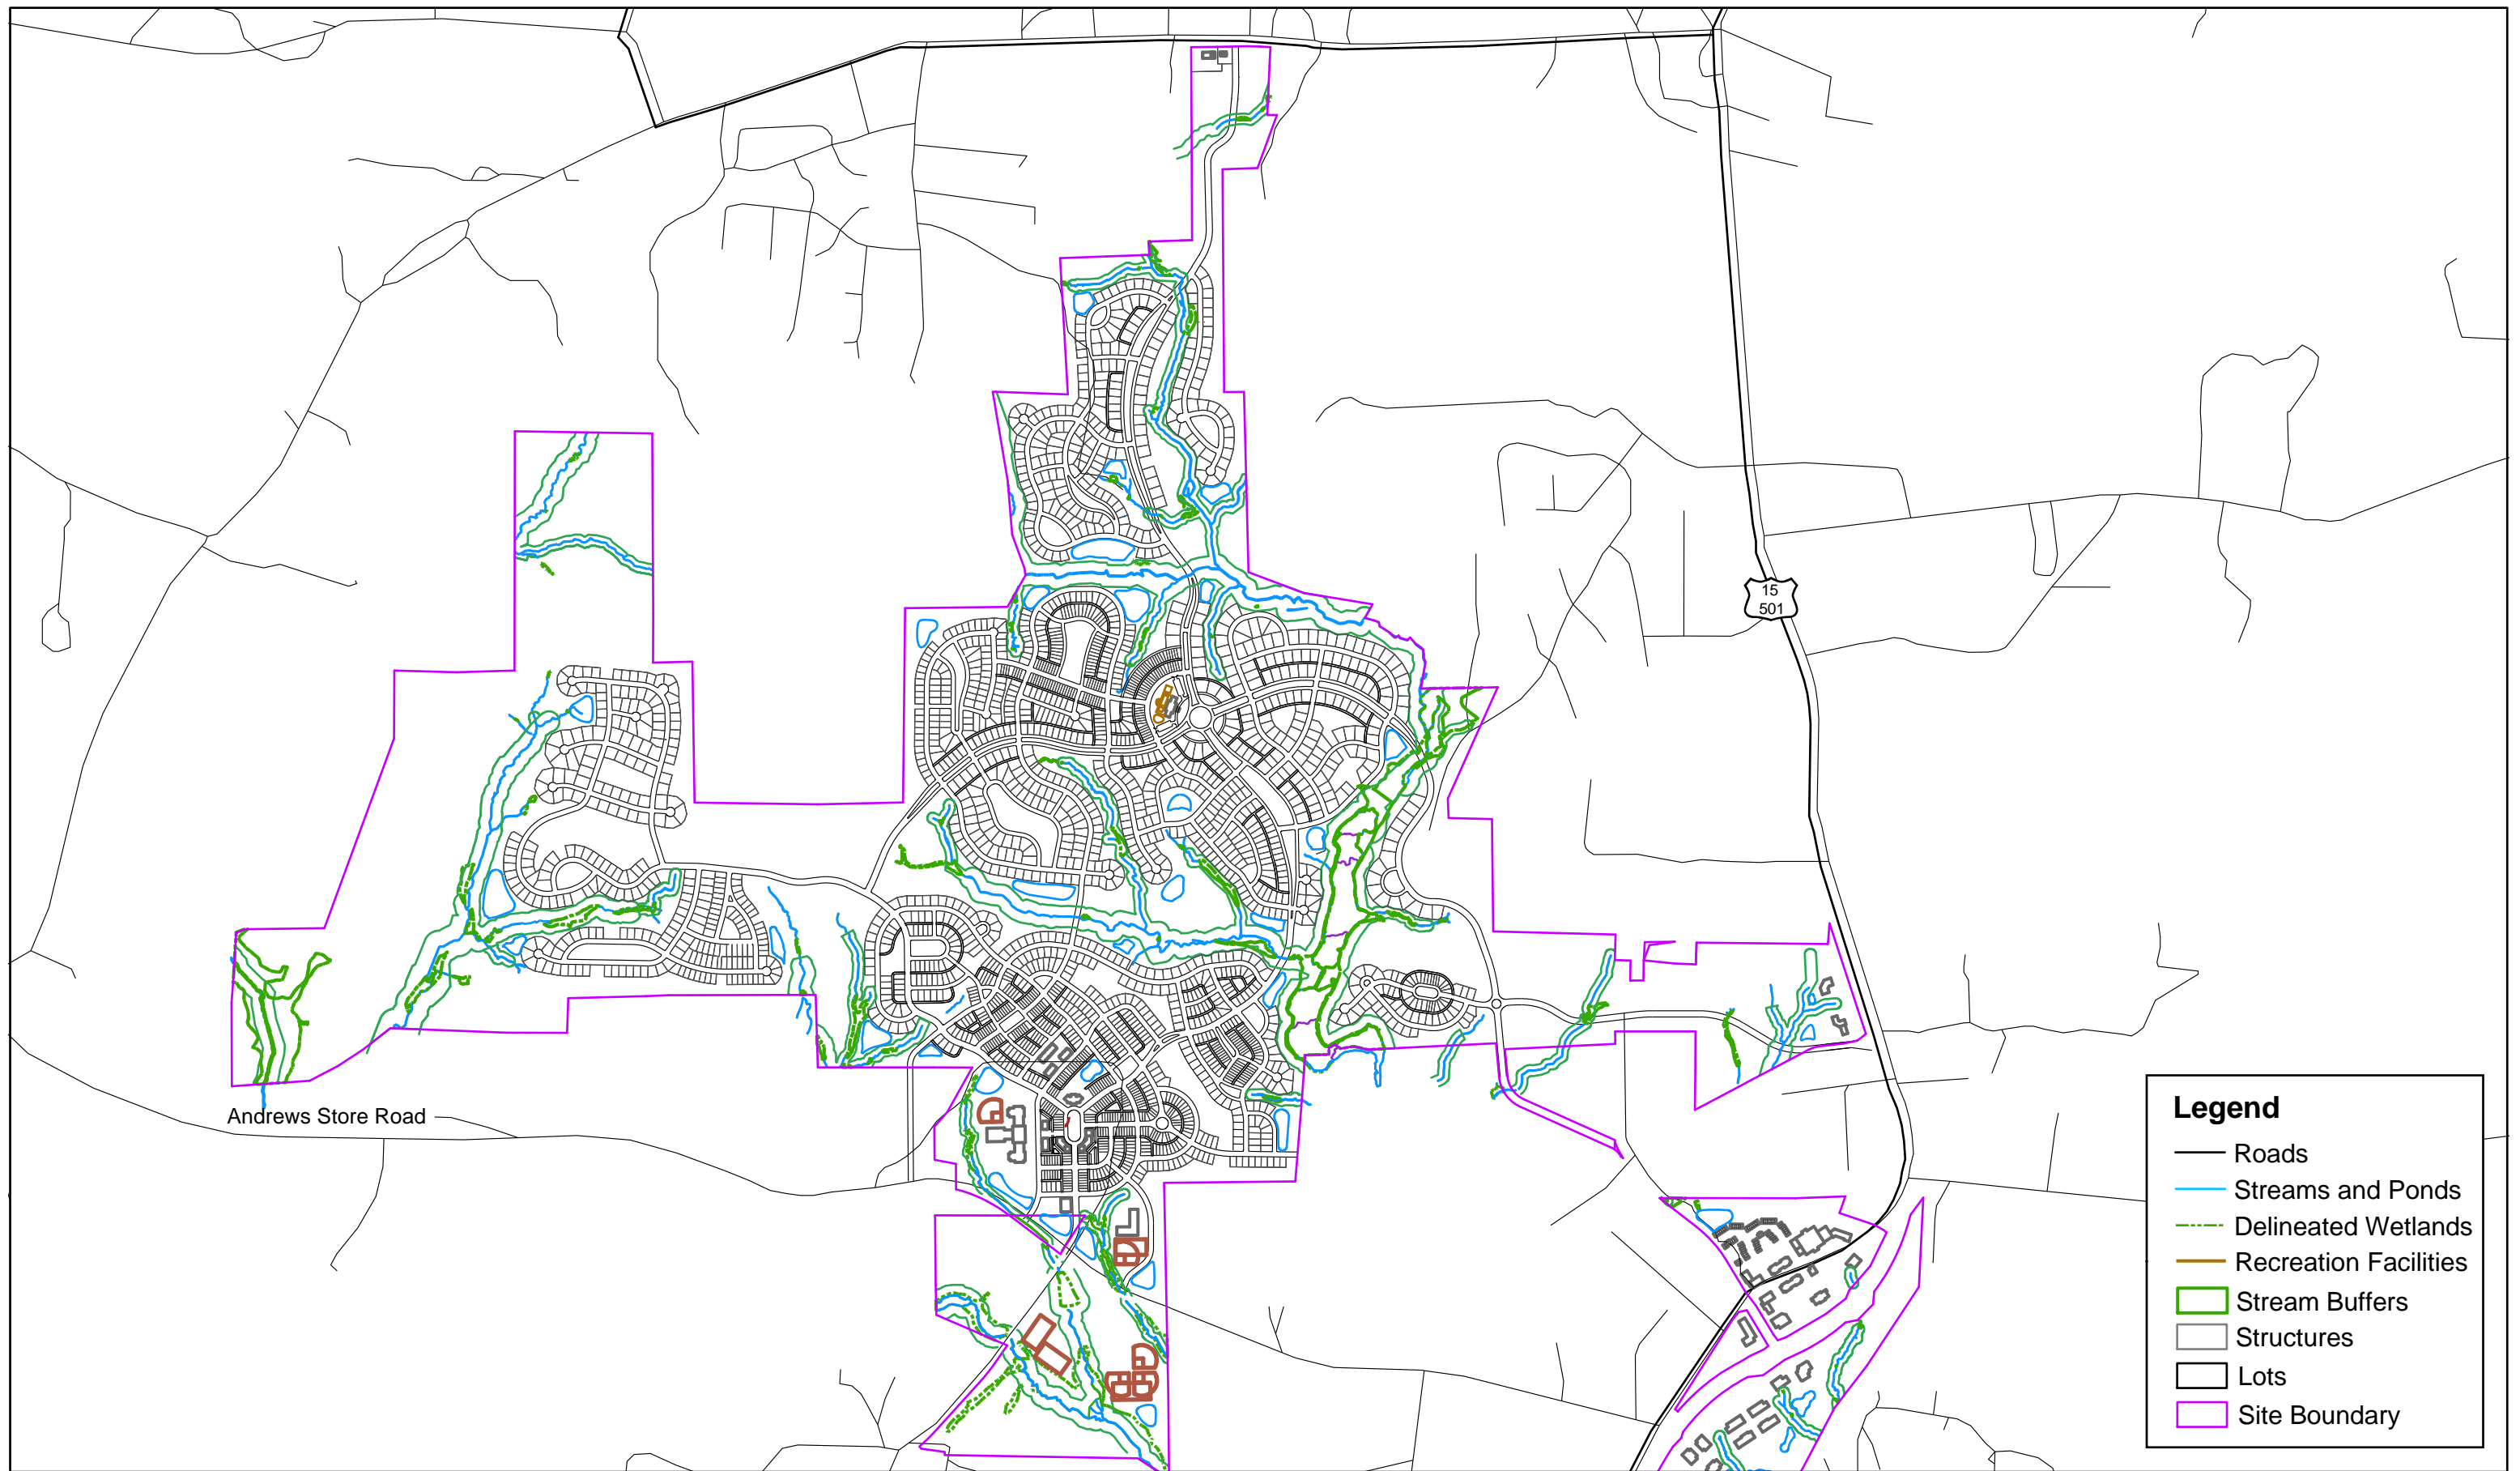 15
501
Andrews Store Road
Legend
Roads
Streams and Ponds
Delineated Wetlands
Recreation Facilities
Stream Buffers
Structures
Lots
Site Boundary